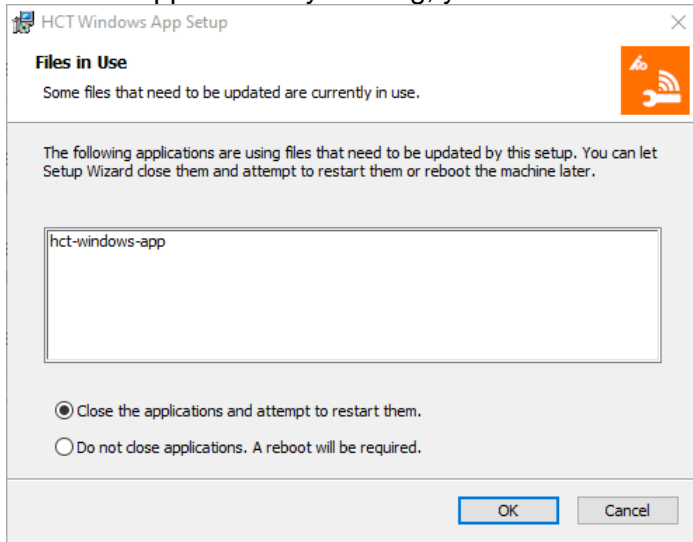 HCT Windows App Setup
Files in Use
Some files that need to be updated are currently in use.
The following applications are using files that need to be updated by this setup. You can let
Setup Wizard close them and attempt to restart them or reboot the machine later.
hct-windows-app
Close the applications and attempt to restart them.
Do not close applications. A reboot will be required.
OK
Cancel